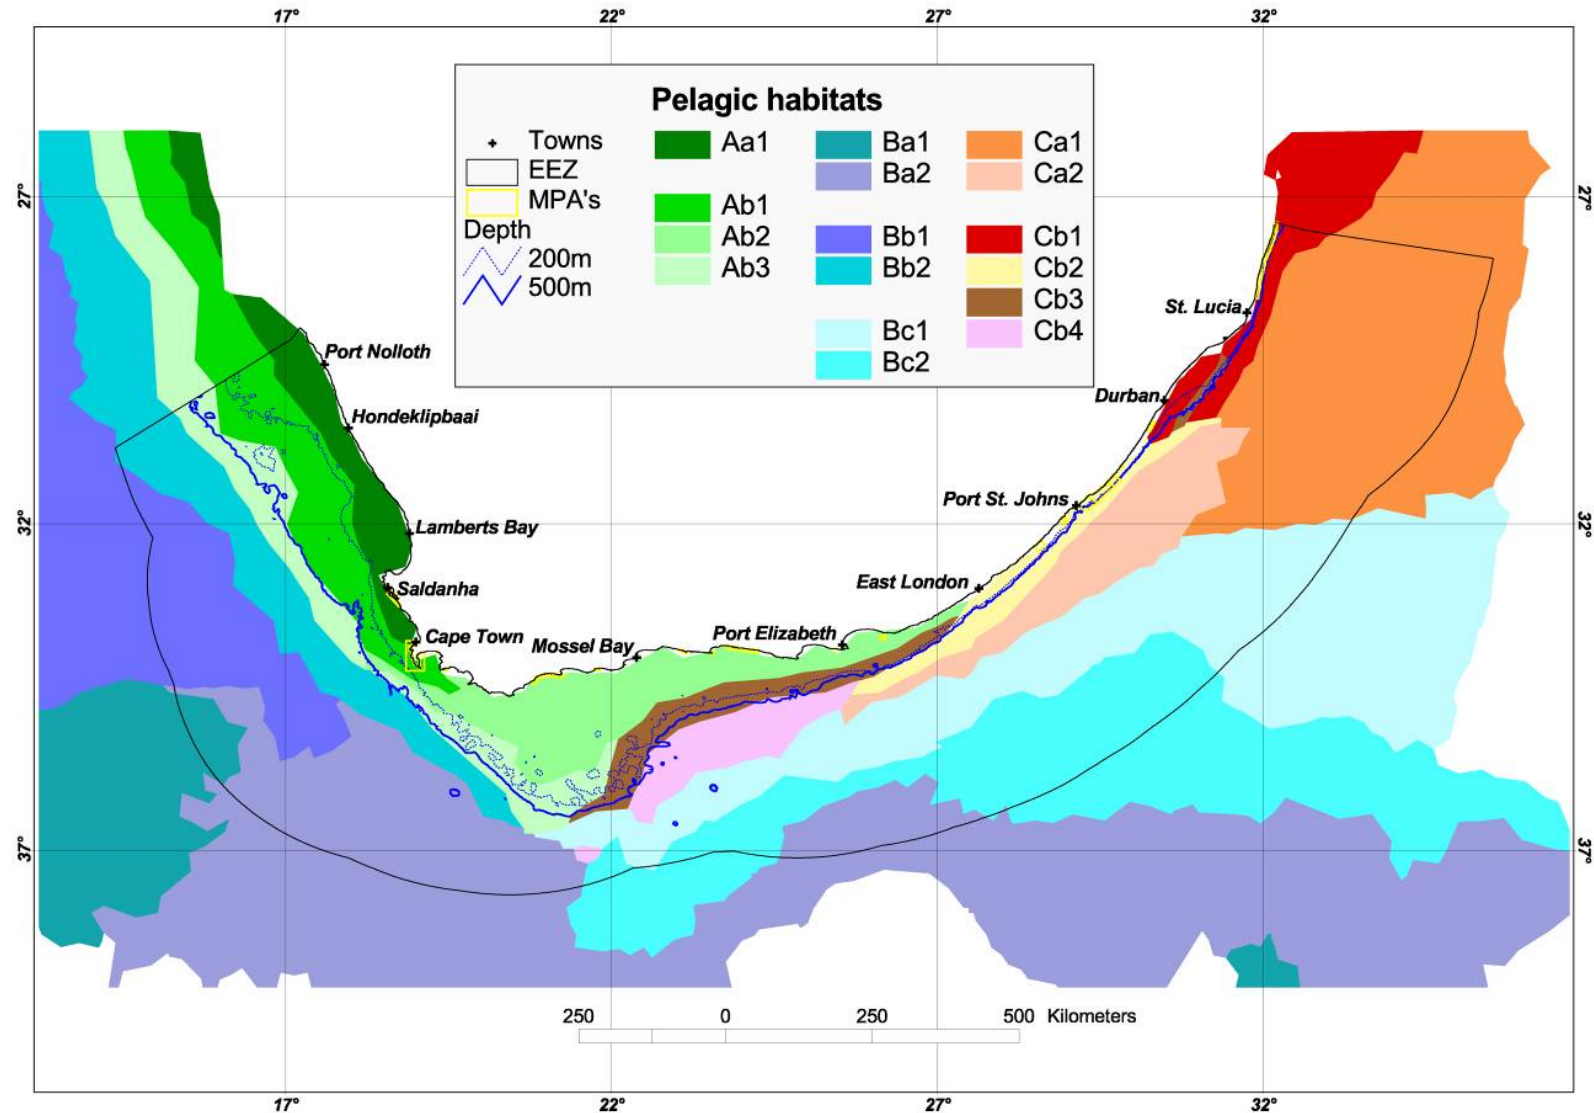 17° 22° 27° 32°
Pelagic habitats
Towns Aa1 Ba1 Ca1
EEZ Ba2 Ca2
MPA's Ab1
Depth Ab2 Bb1 Cb1
200m Ab3 Bb2 Cb2
500m Cb3
Bc1 Cb4
Bc2
27° 27°
St. Lucia
Port Nolloth
Durban
Hondeklipbaai
Port St. Johns
32° 32°
Lamberts Bay
East London
Saldanha
Cape Town
Port Elizabeth
Mossel Bay
37° 37°
250 0 250 500 Kilometers
17° 22° 27° 32°